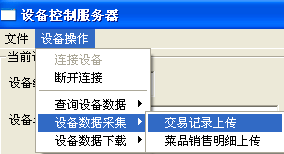 设备控制服务器
文件 设备操作
连接设备
断开连接
查询设备数据
设备数据采集
设备数据下载
交易记录上传
菜品销售明细上传
当前
设备
设备